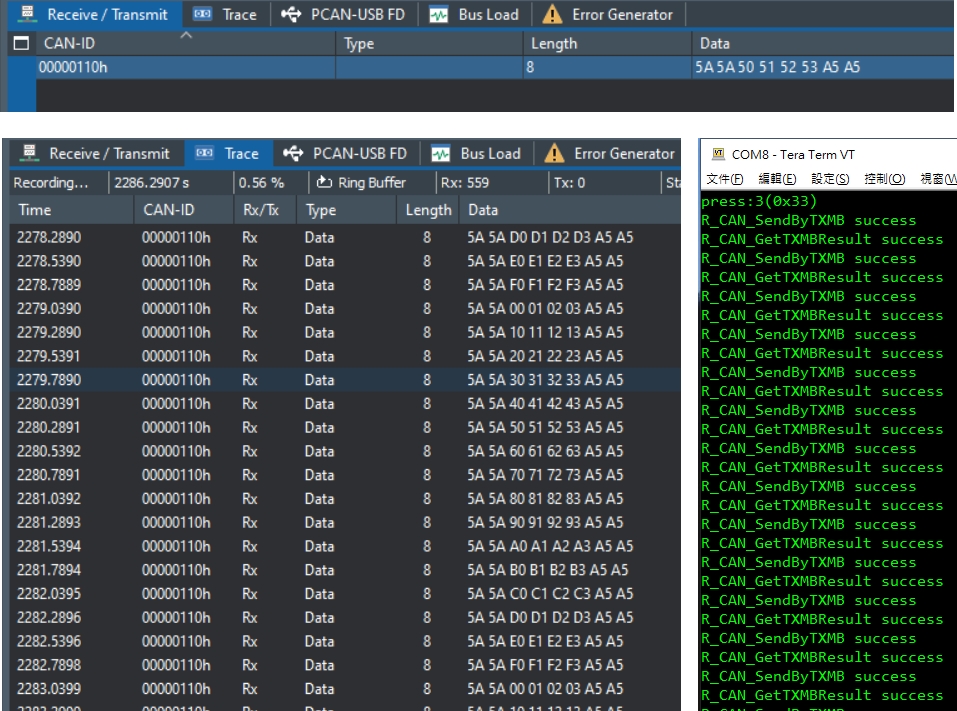 Receive / Transmit Trace PCAN-USB FD Bus Load Error Generator
CAN-ID Type Length Data
00000110h 8 5A 5A 50 51 52 53 A5 A5
Receive / Transmit Trace PCAN-USB FD Bus Load Error Generator
Recording... 2286.2907 s 0.56 % Ring Buffer Rx: 559 Tx: 0 Sta
Time CAN-ID Rx/Tx Type Length Data
2278.2890 00000110h Rx Data 8 5A 5A D0 D1 D2 D3 A5 A5
2278.5390 00000110h Rx Data 8 5A 5A E0 E1 E2 E3 A5 A5
2278.7889 00000110h Rx Data 8 5A 5A F0 F1 F2 F3 A5 A5
2279.0390 00000110h Rx Data 8 5A 5A 00 01 02 03 A5 A5
2279.2890 00000110h Rx Data 8 5A 5A 10 11 12 13 A5 A5
2279.5391 00000110h Rx Data 8 5A 5A 20 21 22 23 A5 A5
2279.7890 00000110h Rx Data 8 5A 5A 30 31 32 33 A5 A5
2280.0391 00000110h Rx Data 8 5A 5A 40 41 42 43 A5 A5
2280.2891 00000110h Rx Data 8 5A 5A 50 51 52 53 A5 A5
2280.5392 00000110h Rx Data 8 5A 5A 60 61 62 63 A5 A5
2280.7891 00000110h Rx Data 8 5A 5A 70 71 72 73 A5 A5
2281.0392 00000110h Rx Data 8 5A 5A 80 81 82 83 A5 A5
2281.2893 00000110h Rx Data 8 5A 5A 90 91 92 93 A5 A5
2281.5394 00000110h Rx Data 8 5A 5A A0 A1 A2 A3 A5 A5
2281.7894 00000110h Rx Data 8 5A 5A B0 B1 B2 B3 A5 A5
2282.0395 00000110h Rx Data 8 5A 5A C0 C1 C2 C3 A5 A5
2282.2896 00000110h Rx Data 8 5A 5A D0 D1 D2 D3 A5 A5
2282.5396 00000110h Rx Data 8 5A 5A E0 E1 E2 E3 A5 A5
2282.7898 00000110h Rx Data 8 5A 5A F0 F1 F2 F3 A5 A5
2283.0399 00000110h Rx Data 8 5A 5A 00 01 02 03 A5 A5
COM8 - Tera Term VT
文件(F) 編輯(E) 設定(S) 控制(O) 視窗(W
press:3(0x33)
R_CAN_SendByTXMB success
R_CAN_GetTXMBResult success
R_CAN_SendByTXMB success
R_CAN_GetTXMBResult success
R_CAN_SendByTXMB success
R_CAN_GetTXMBResult success
R_CAN_SendByTXMB success
R_CAN_GetTXMBResult success
R_CAN_SendByTXMB success
R_CAN_GetTXMBResult success
R_CAN_SendByTXMB success
R_CAN_GetTXMBResult success
R_CAN_SendByTXMB success
R_CAN_GetTXMBResult success
R_CAN_SendByTXMB success
R_CAN_GetTXMBResult success
R_CAN_SendByTXMB success
R_CAN_GetTXMBResult success
R_CAN_SendByTXMB success
R_CAN_GetTXMBResult success
R_CAN_SendByTXMB success
R_CAN_GetTXMBResult success
R_CAN_SendByTXMB success
R_CAN_GetTXMBResult success
R_CAN_SendByTXMB success
R_CAN_GetTXMBResult success